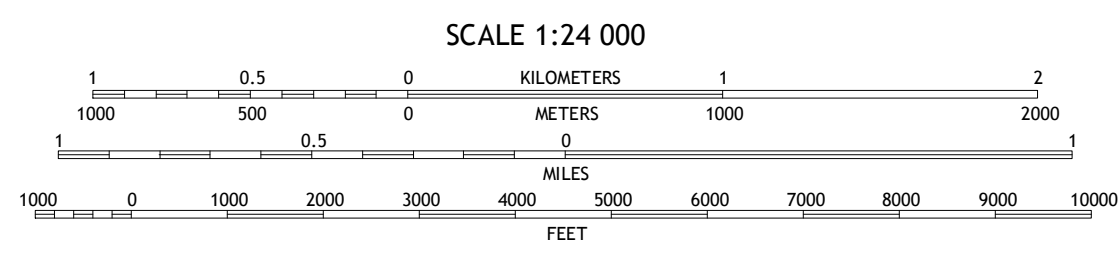 SCALE 1:24 000
1 0.5 0 KILOMETERS 1 2
1000 500 0 METERS 1000 2000
1 0.5 0 1
MILES
1000 0 1000 2000 3000 4000 5000 6000 7000 8000 9000 10000
FEET